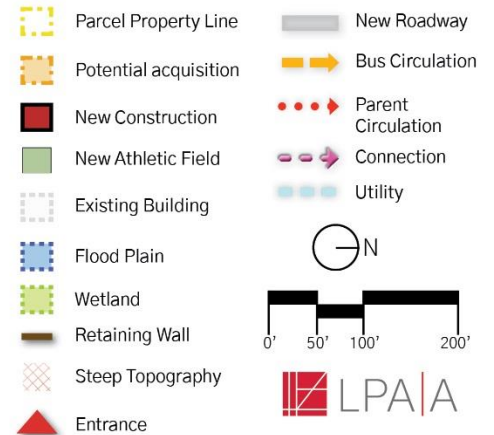 Parcel Property Line
Potential acquisition
New Construction
New Athletic Field
Existing Building
Flood Plain
Wetland
Retaining Wall
Steep Topography
Entrance
New Roadway
Bus Circulation
Parent
Circulation
Connection
Utility
N
0' 50' 100' 200'
LPA|A